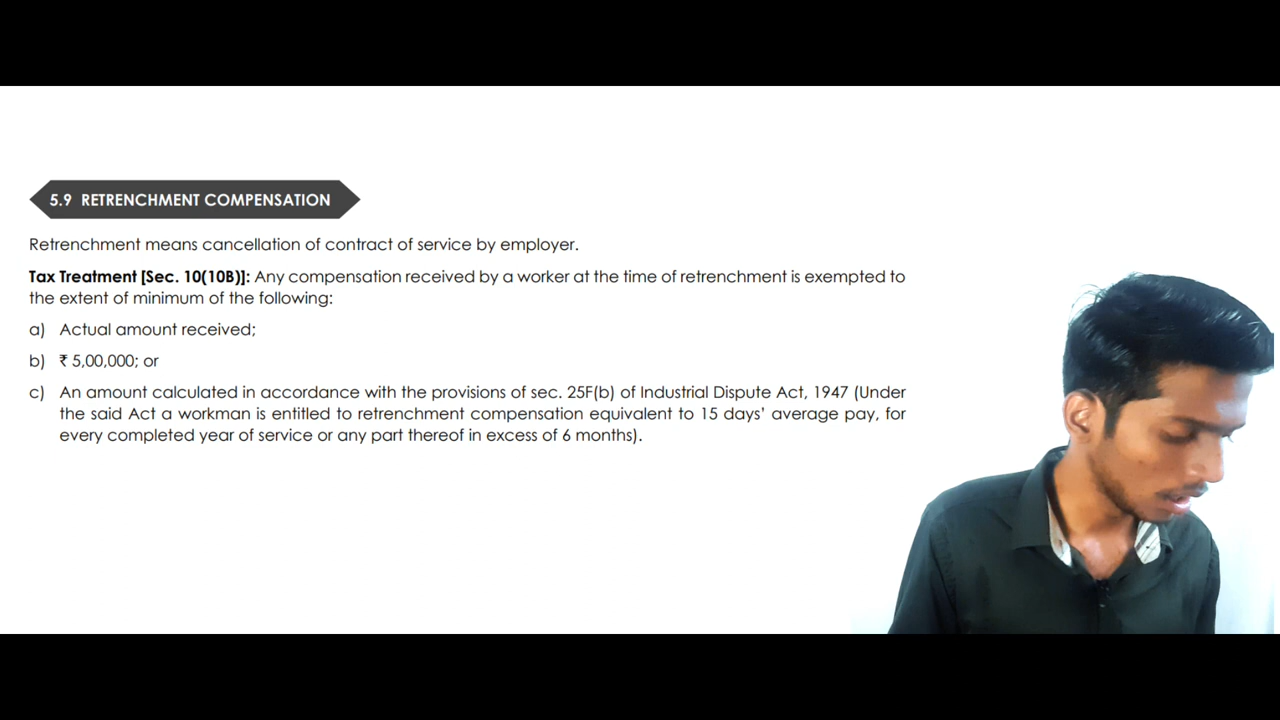 5.9 RETRENCHMENT COMPENSATION
Retrenchment means cancellation of contract of service by employer.
Tax Treatment [Sec. 10(10B)]: Any compensation received by a worker at the time of retrenchment is exempted to
the extent of minimum of the following:
a) Actual amount received;
b) ₹ 5,00,000; or
c) An amount calculated in accordance with the provisions of sec. 25F(b) of Industrial Dispute Act, 1947 (Under
the said Act a workman is entitled to retrenchment compensation equivalent to 15 days' average pay, for
every completed year of service or any part thereof in excess of 6 months).